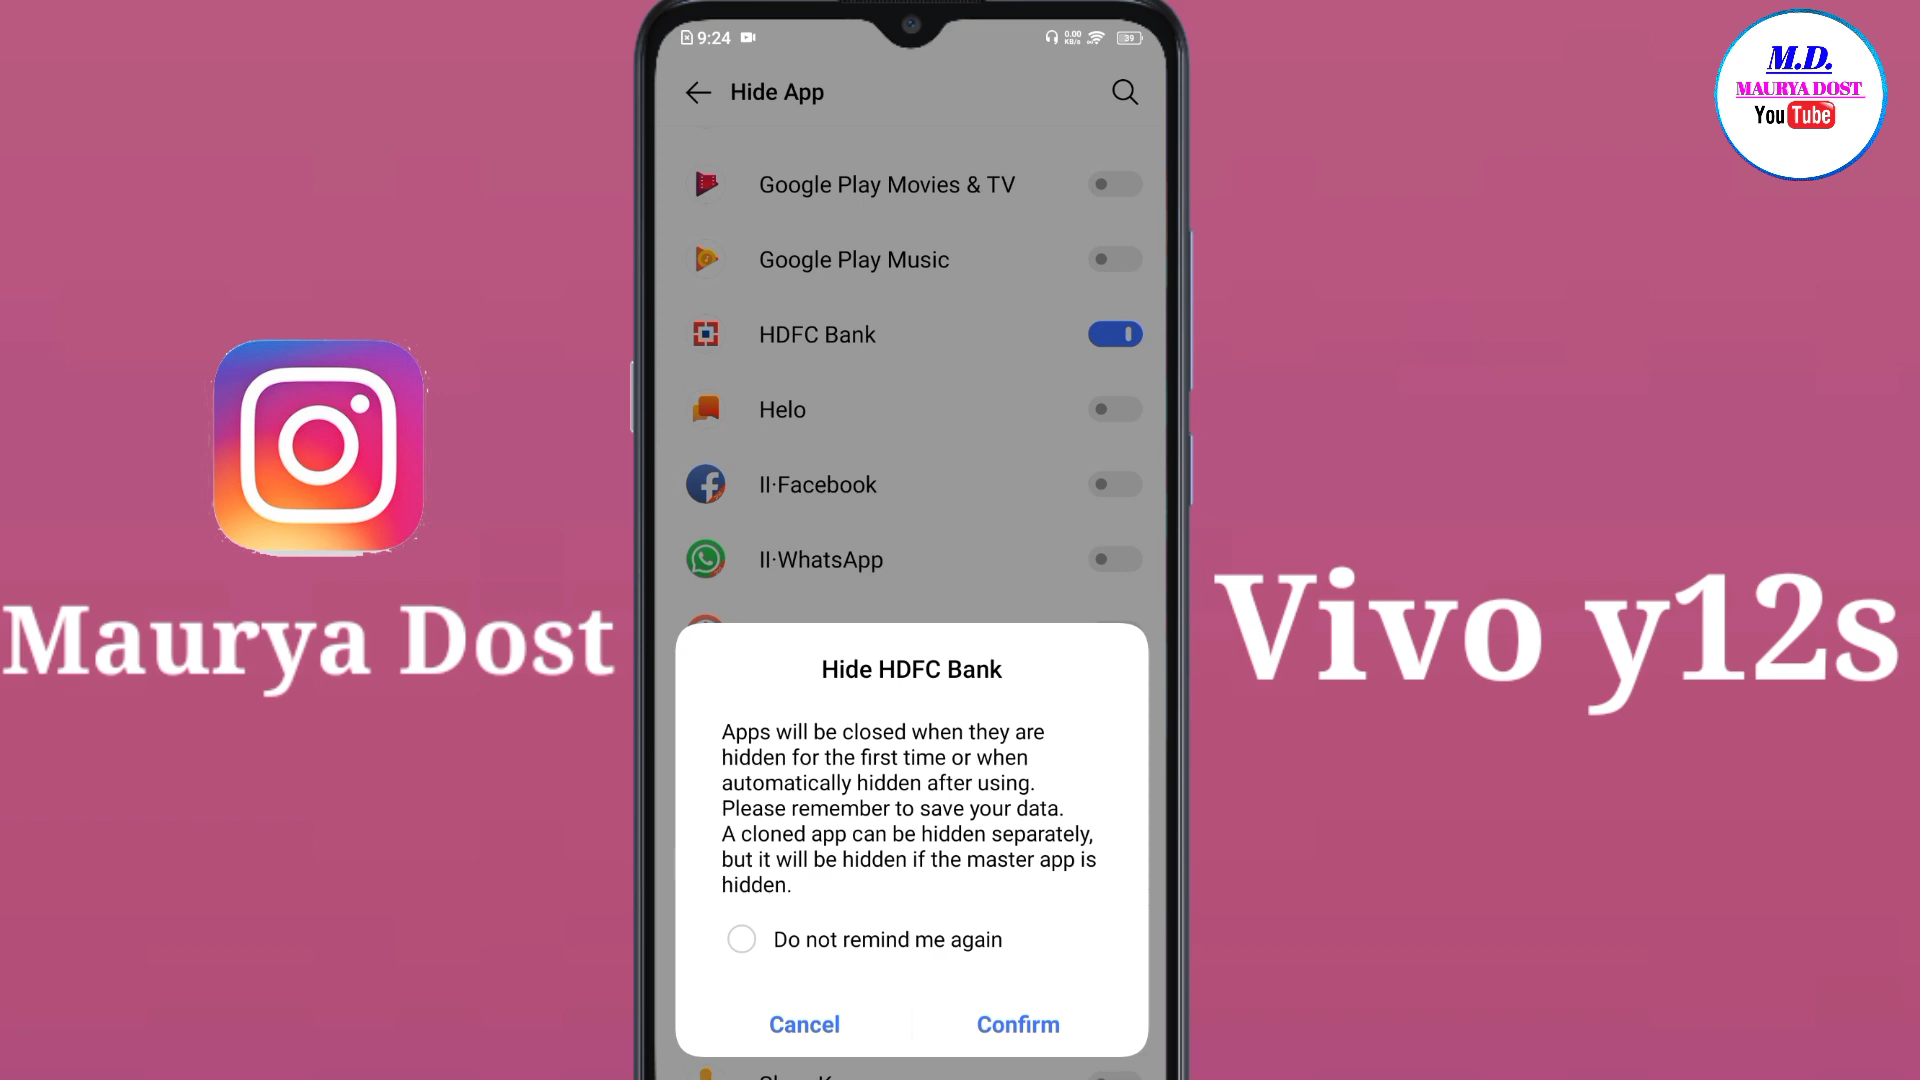 M.D.
MAURYA DOST
YouTube
9:24
0.00
KB/s
39
Hide App
Google Play Movies & TV
Google Play Music
HDFC Bank
Helo
II·Facebook
II·WhatsApp
Maurya Dost
Vivo y12s
Hide HDFC Bank
Apps will be closed when they are
hidden for the first time or when
automatically hidden after using.
Please remember to save your data.
A cloned app can be hidden separately,
but it will be hidden if the master app is
hidden.
Do not remind me again
Cancel
Confirm